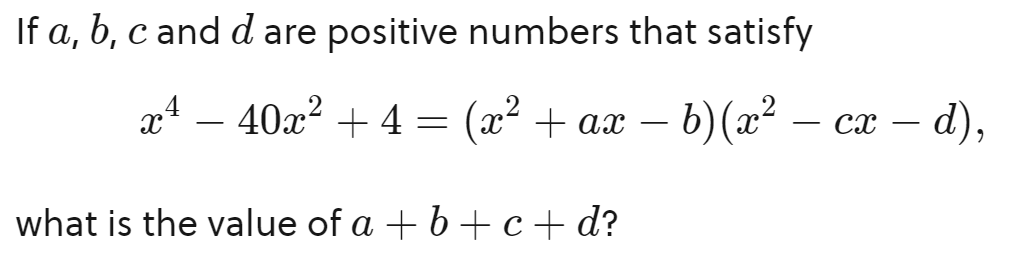 If a, b, c and d are positive numbers that satisfy
x⁴ − 40x² + 4 = (x² + ax − b)(x² − cx − d),
what is the value of a + b + c + d?